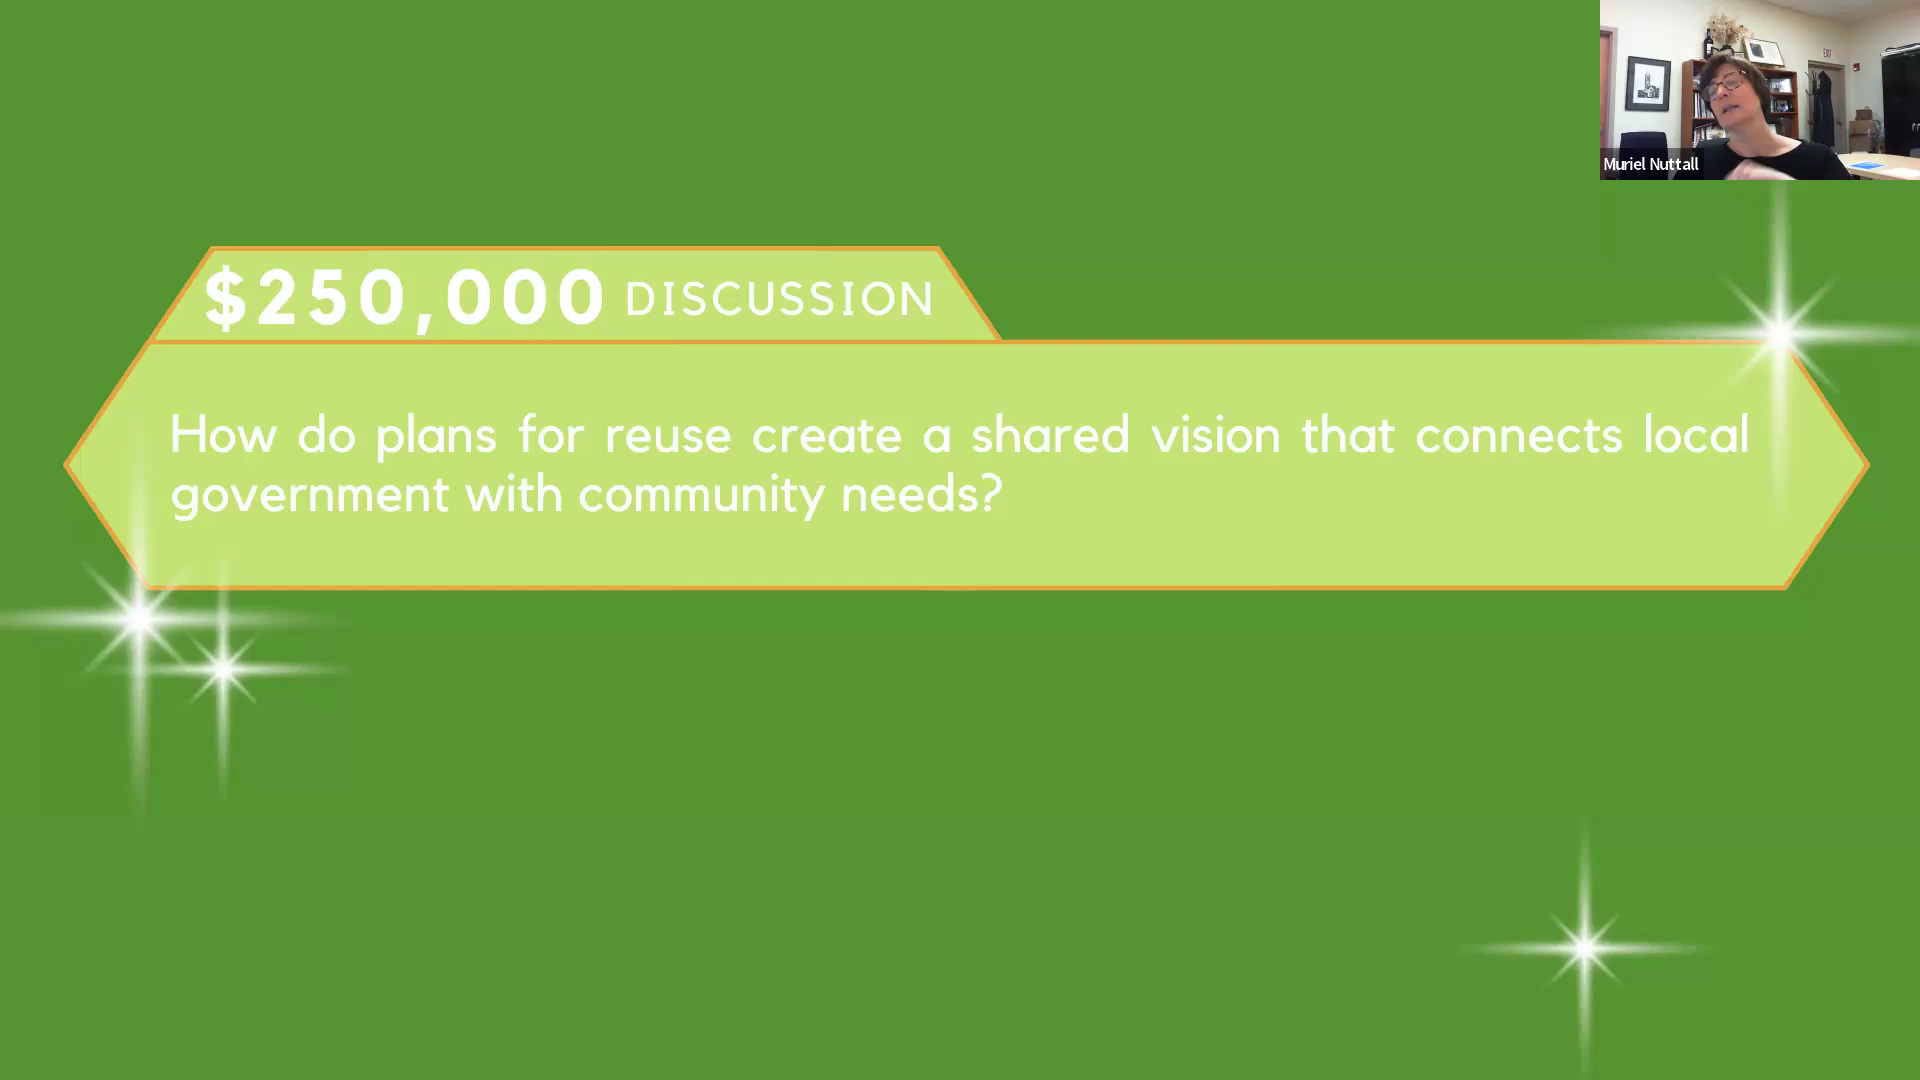 Muriel Nuttall
$250,000 DISCUSSION
How do plans for reuse create a shared vision that connects local
government with community needs?